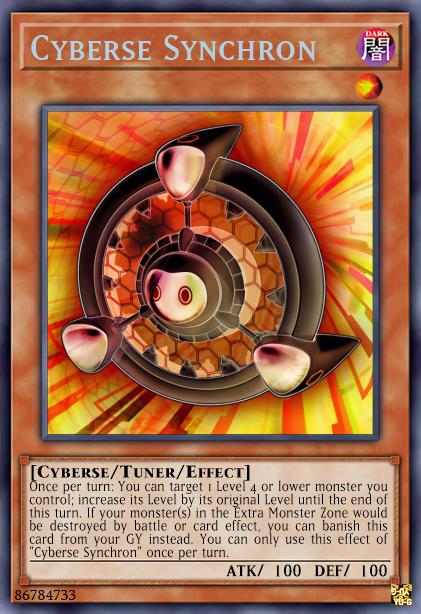 CYBERSE SYNCHRON
DARK
闇
[CYBERSE/TUNER/EFFECT]
Once per turn: You can target 1 Level 4 or lower monster you
control; increase its Level by its original Level until the end of
this turn. If your monster(s) in the Extra Monster Zone would
be destroyed by battle or card effect, you can banish this
card from your GY instead. You can only use this effect of
"Cyberse Synchron" once per turn.
ATK/ 100 DEF/ 100
86784733